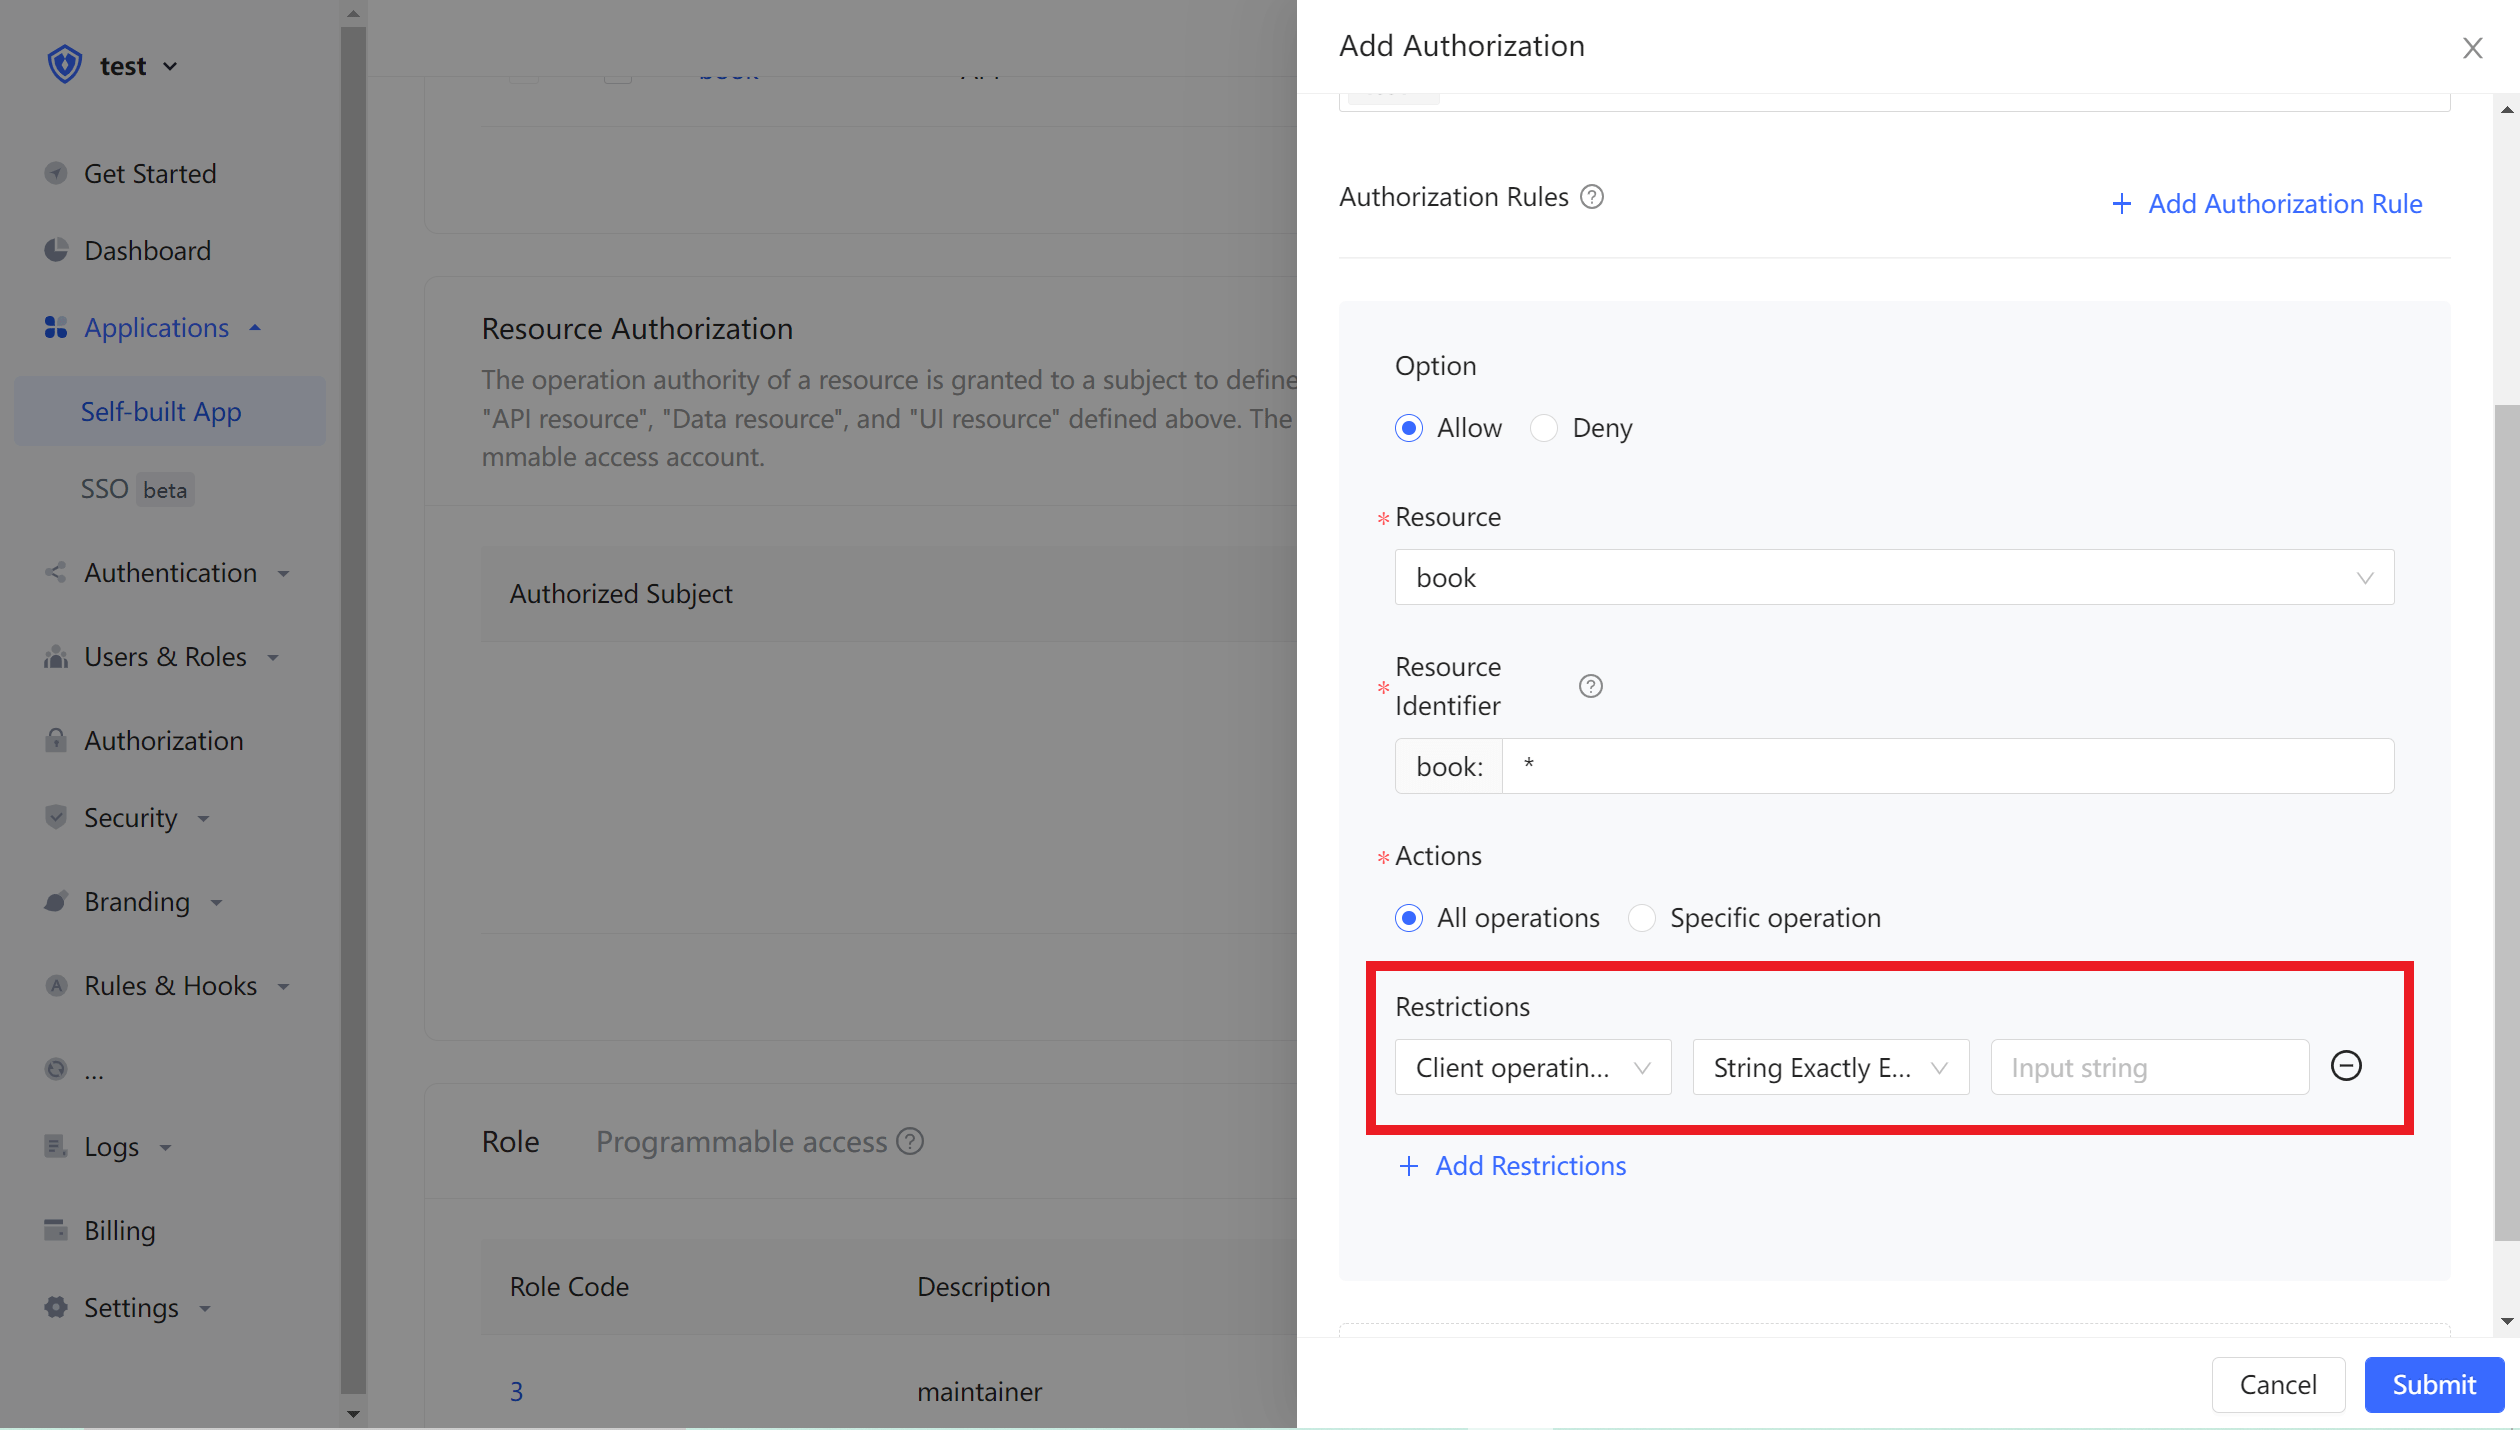 test
Get Started
Dashboard
Applications
Self-built App
SSO beta
Authentication
Users & Roles
Authorization
Security
Branding
Rules & Hooks
...
Logs
Billing
Settings
Resource Authorization
The operation authority of a resource is granted to a subject to define
"API resource", "Data resource", and "UI resource" defined above. The
mmable access account.
Authorized Subject
Role Programmable access ?
Role Code Description
3 maintainer
Add Authorization
Authorization Rules ?
+ Add Authorization Rule
Option
Allow Deny
* Resource
book
* Resource
Identifier ?
book: *
* Actions
All operations Specific operation
Restrictions
Client operatin... String Exactly E... Input string
+ Add Restrictions
Cancel Submit